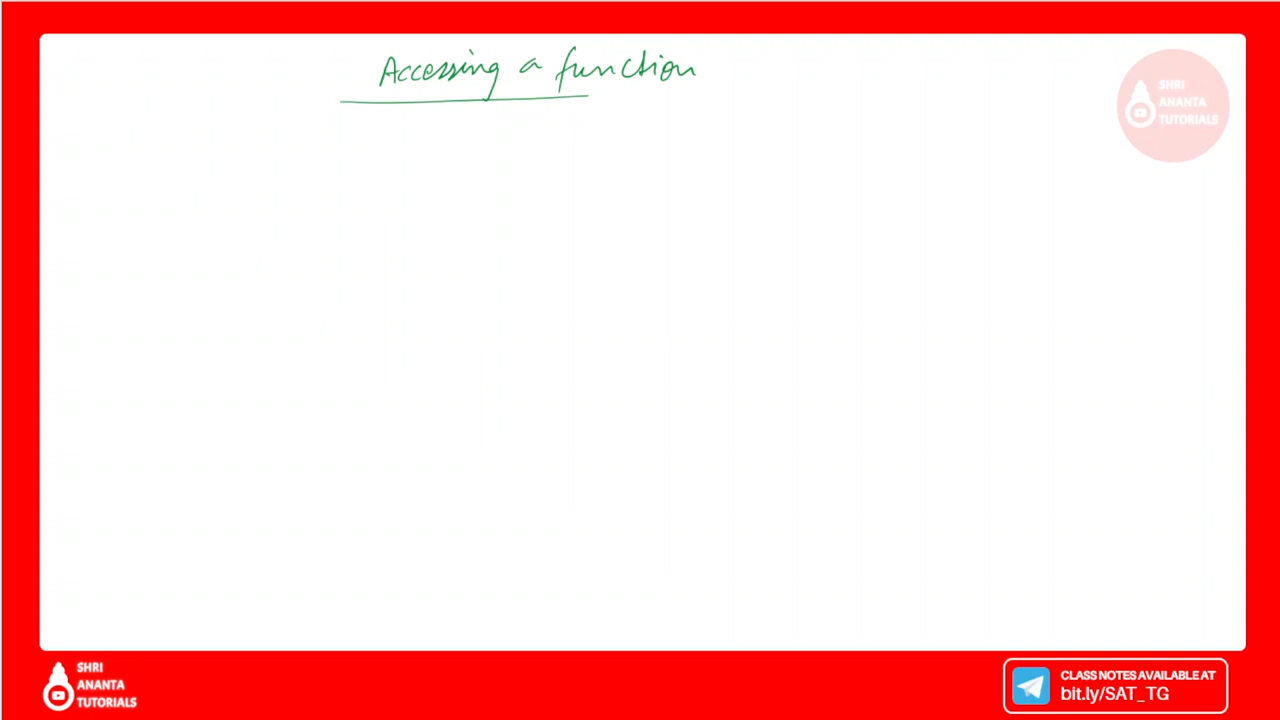 Accessing a function
SHRI
ANANTA
TUTORIALS
SHRI
ANANTA
TUTORIALS
CLASS NOTES AVAILABLE AT
bit.ly/SAT_TG